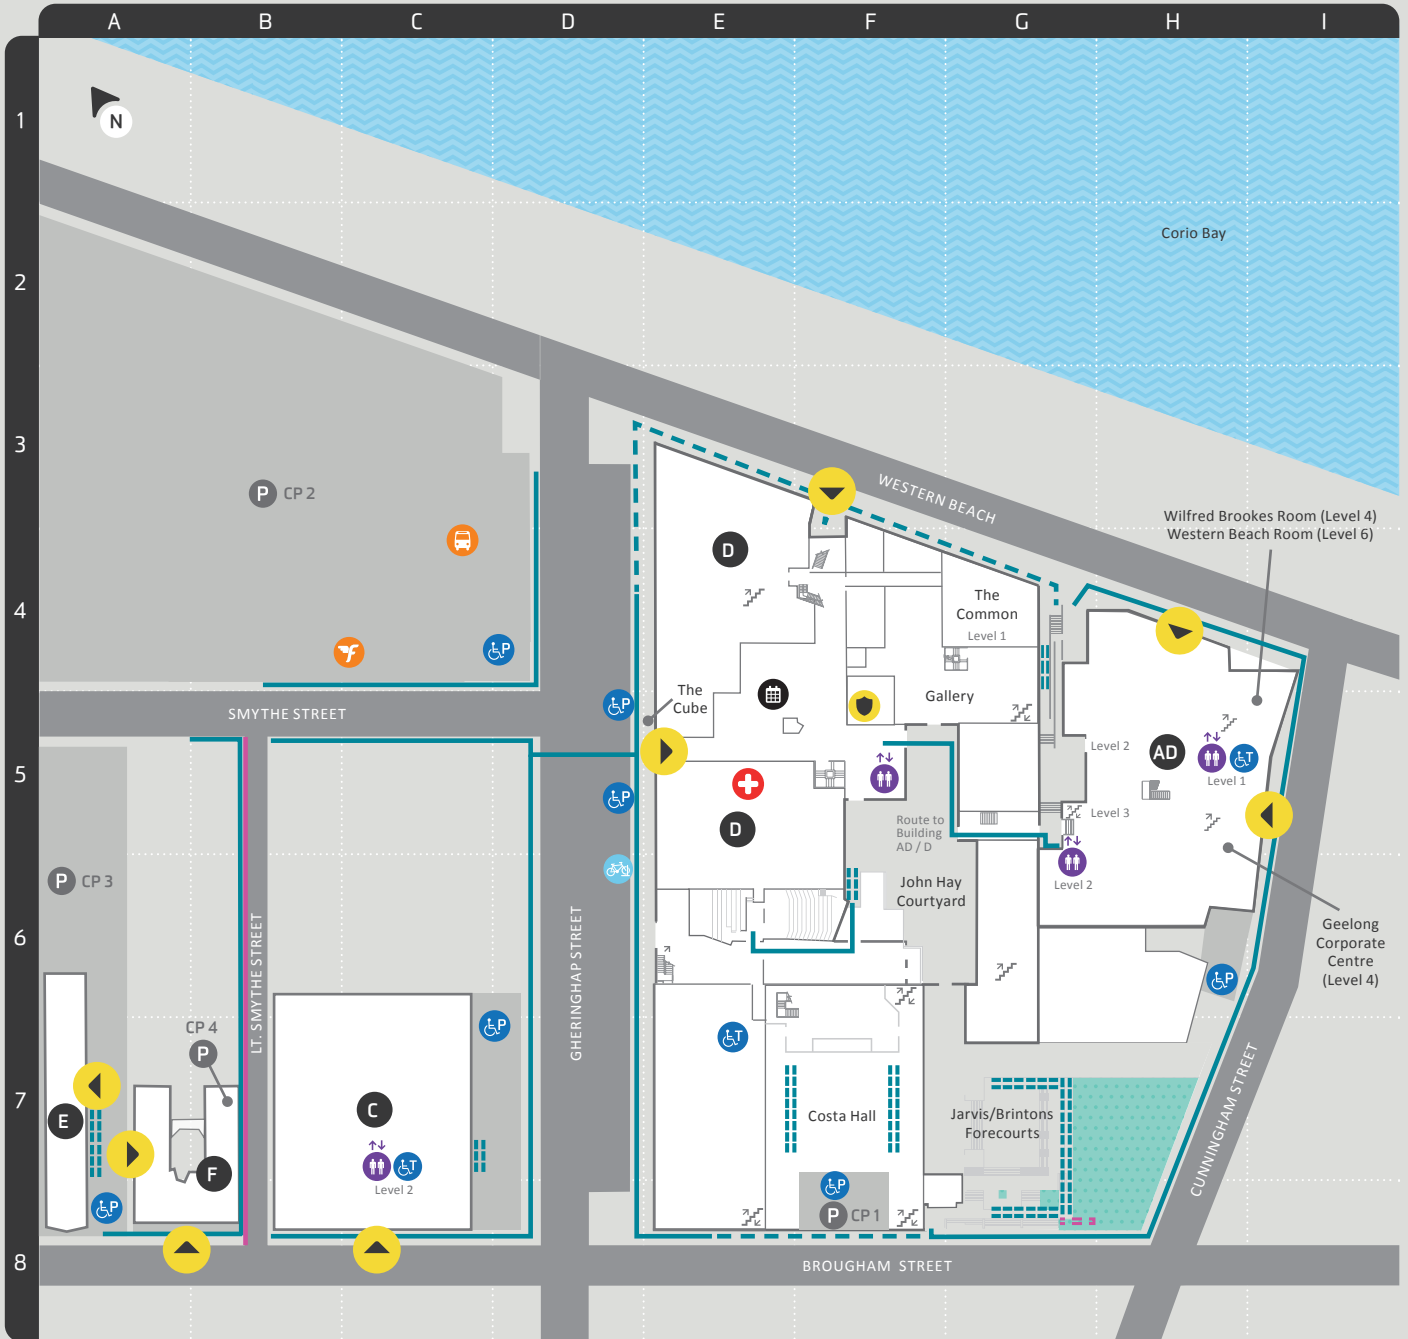 A B C D E F G H I
1
N
Corio Bay
2
3
WESTERN BEACH
P CP 2
Wilfred Brookes Room (Level 4)
Western Beach Room (Level 6)
D
4
The
Common
Level 1
P
The
Cube
Gallery
P
SMYTHE STREET
Level 2
AD
T
Level 1
5
P
D
Level 3
Route to
Building
AD / D
Level 2
P CP 3
John Hay
Courtyard
6
LT. SMYTHE STREET
GHERINGHAP STREET
Geelong
Corporate
Centre
(Level 4)
P
CP 4
P
P
T
7
E
C
Costa Hall
Jarvis/Brintons
Forecourts
CUNNINGHAM STREET
F
T
Level 2
P
P
P CP 1
8
BROUGHAM STREET